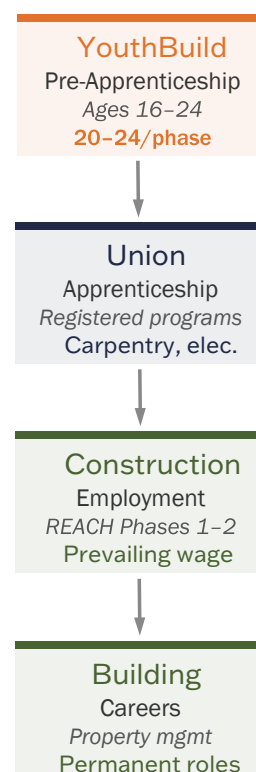 YouthBuild
Pre-Apprenticeship
Ages 16–24
20–24/phase
Union
Apprenticeship
Registered programs
Carpentry, elec.
Construction
Employment
REACH Phases 1–2
Prevailing wage
Building
Careers
Property mgmt
Permanent roles